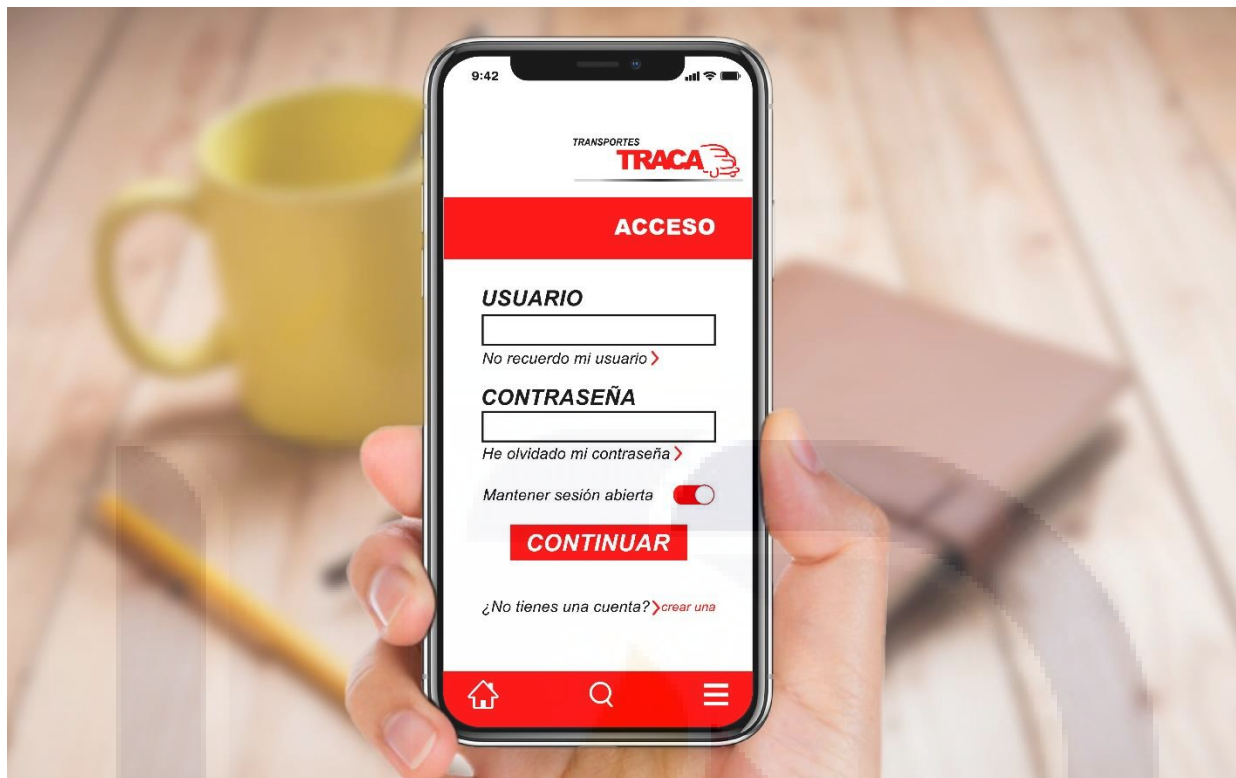 9:42
TRANSPORTES
TRACA
ACCESO
USUARIO
No recuerdo mi usuario
CONTRASEÑA
He olvidado mi contraseña
Mantener sesión abierta
CONTINUAR
¿No tienes una cuenta? crear una